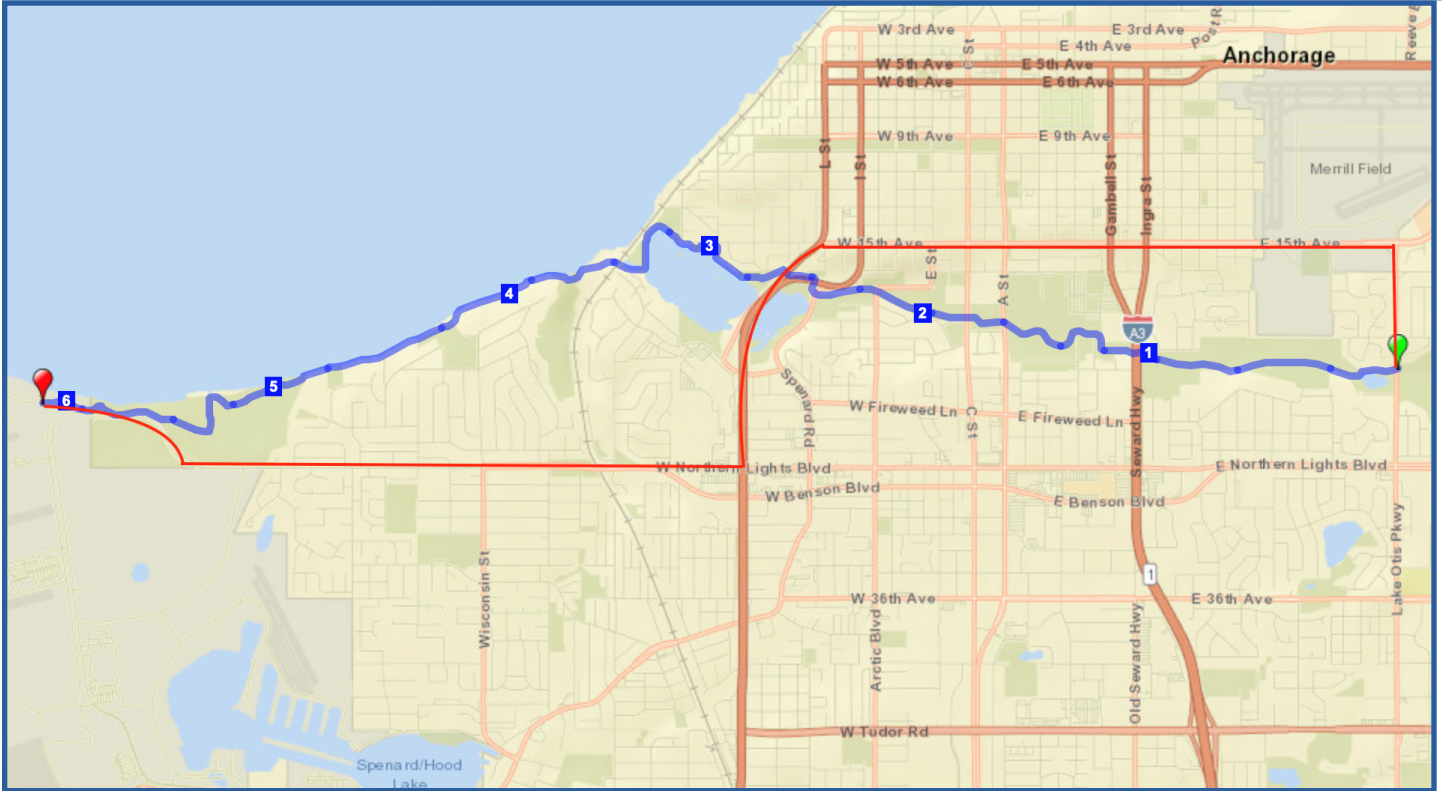 W 3rd Ave
E 3rd Ave
E 4th Ave
Post R
Reeve
C St
Anchorage
W 5th Ave
E 5th Ave
W 6th Ave
E 6th Ave
W 9th Ave
E 9th Ave
L St
I St
Gambell St
Ingra St
Merrill Field
W 15th Ave
E 15th Ave
3
E St
A St
4
2
A3
1
5
6
Spenard Rd
W Fireweed Ln
C St
E Fireweed Ln
Seward Hwy
W Northern Lights Blvd
E Northern Lights Blvd
W Benson Blvd
E Benson Blvd
Wisconsin St
1
Lake Otis Pkwy
W 36th Ave
E 36th Ave
Arctic Blvd
Old Seward Hwy
W Tudor Rd
Spenard/Hood
Lake